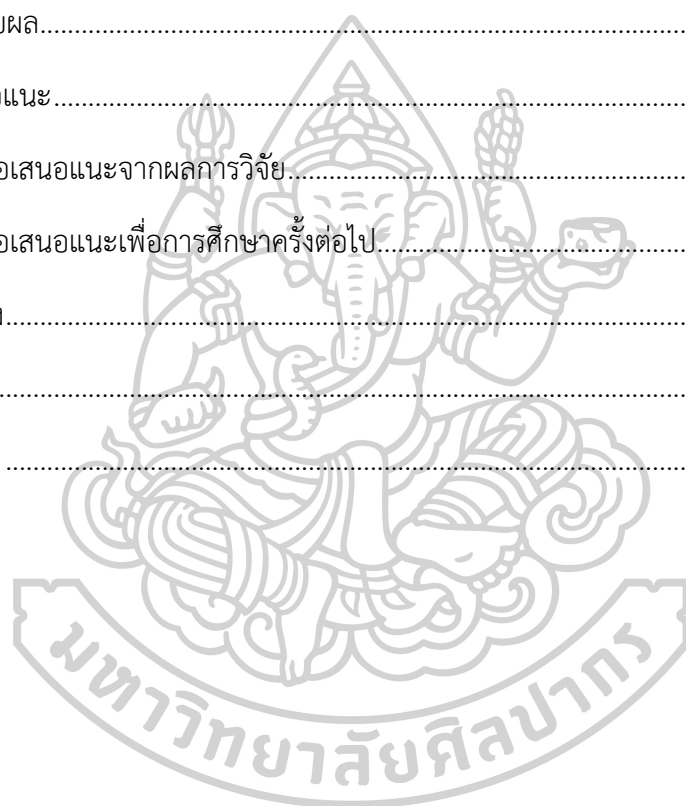 ผล........................................................................................
แนะ........................................................................................
อเสนอแนะจากผลการวิจัย........................................................
อเสนอแนะเพื่อการศึกษาครั้งต่อไป............................................
........................................................................................
........................................................................................
........................................................................................
มหาวิทยาลัยศิลปากร